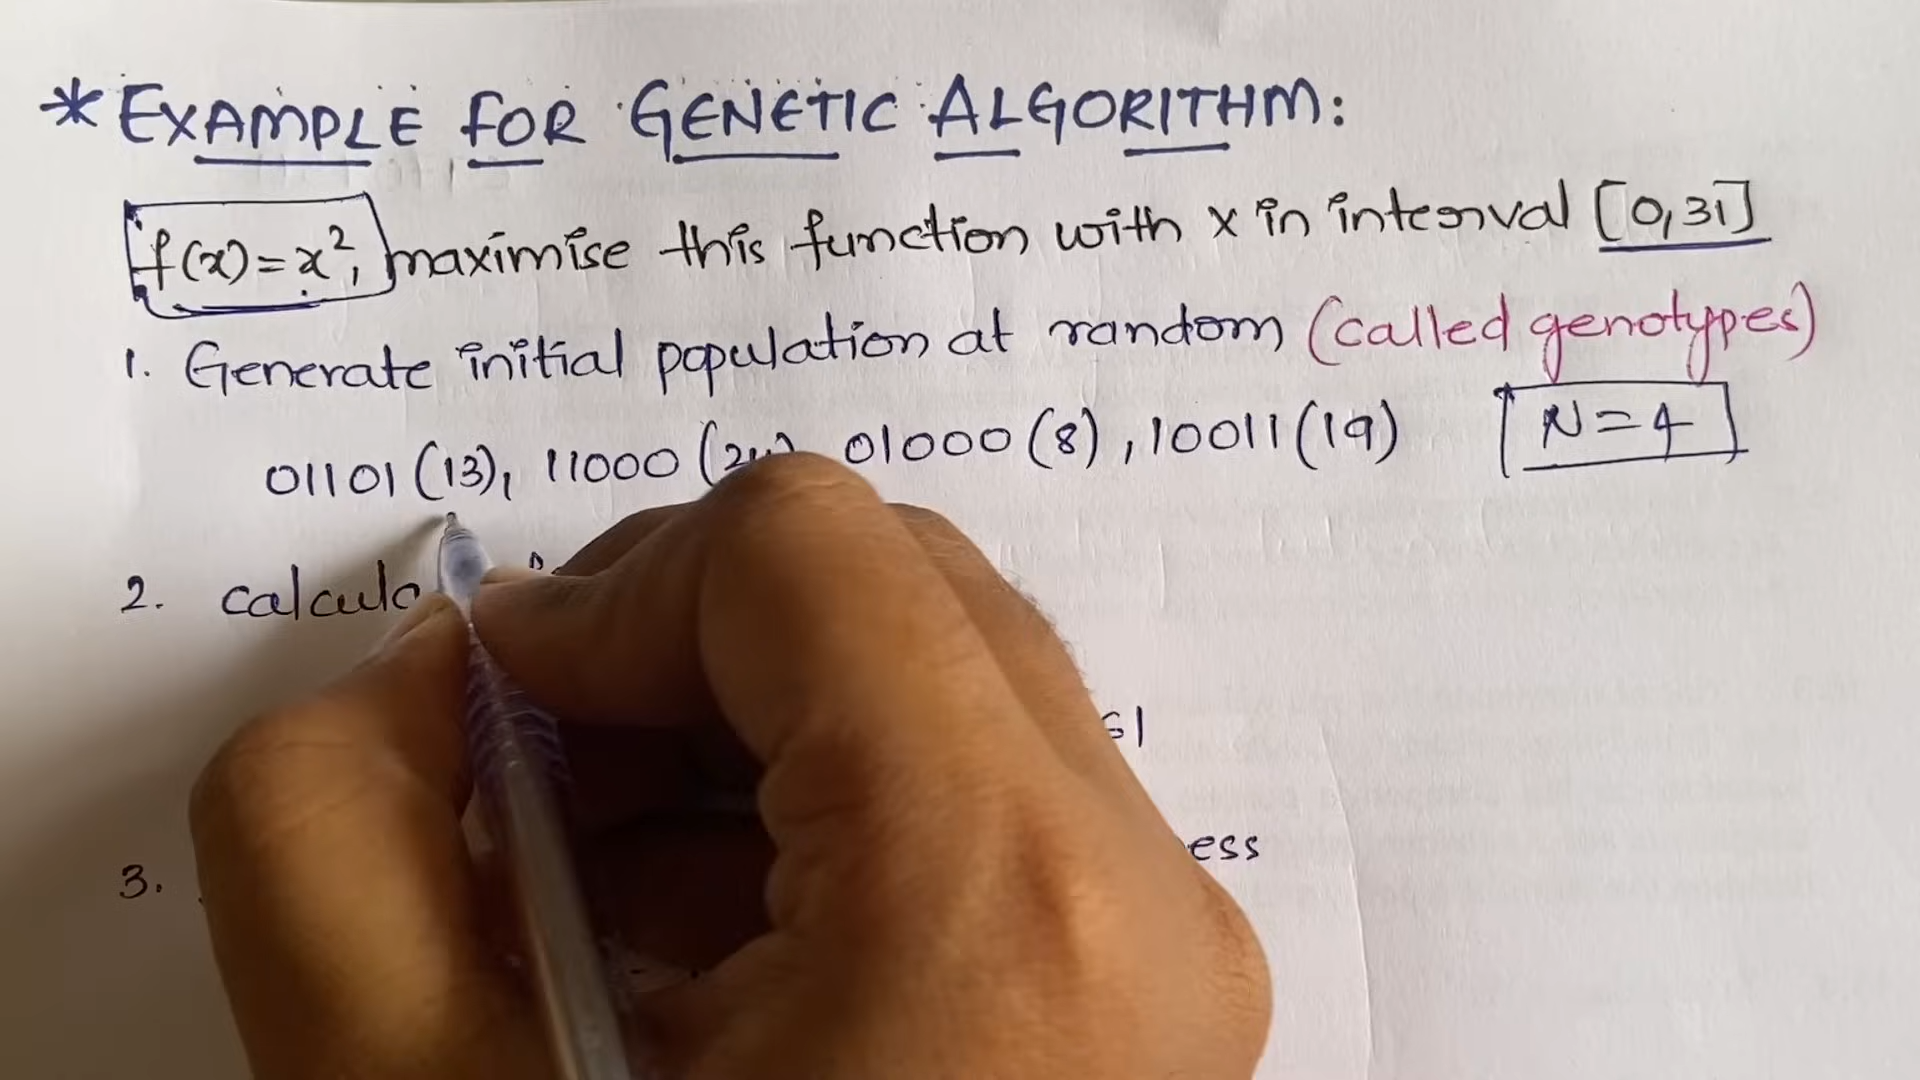 * EXAMPLE FOR GENETIC ALGORITHM:
f(x) = x², maximise this function with x in interval [0,31]
1. Generate initial population at random (called genotypes)
01101 (13), 11000 (24), 01000 (8), 10011 (19) N=4
2.
3.